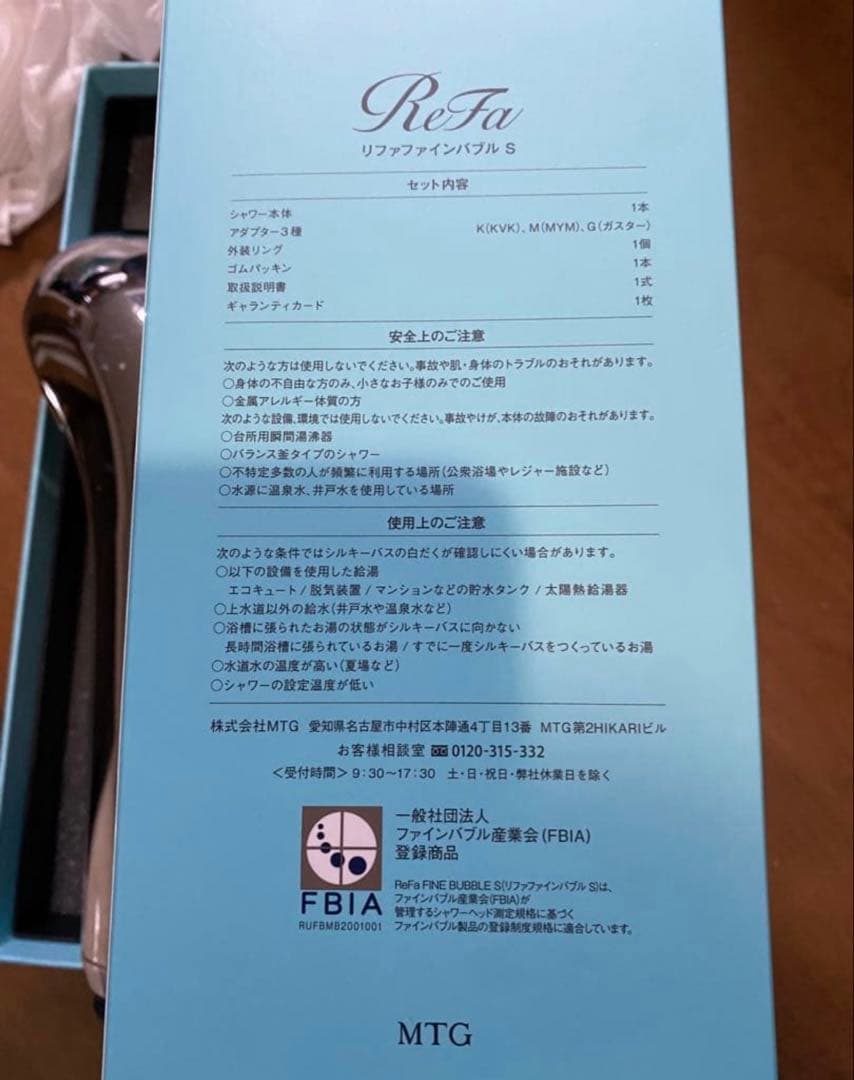 ReFa
リファファインバブル S
セット内容
シャワー本体 1本
アダプター3種 K(KVK)、M(MYM)、G(ガスター)
外装リング 1個
ゴムパッキン 1本
取扱説明書 1式
ギャランティカード 1枚
安全上のご注意
次のような方は使用しないでください。事故や肌・身体のトラブルのおそれがあります。
○身体の不自由な方のみ、小さなお子様のみでのご使用
○金属アレルギー体質の方
次のような設備、環境では使用しないでください。事故やけが、本体の故障のおそれがあります。
○台所用瞬間湯沸器
○バランス釜タイプのシャワー
○不特定多数の人が頻繁に利用する場所(公衆浴場やレジャー施設など)
○水源に温泉水、井戸水を使用している場所
使用上のご注意
次のような条件ではシルキーバスの白だくが確認しにくい場合があります。
○以下の設備を使用した給湯
エコキュート / 脱気装置 / マンションなどの貯水タンク / 太陽熱給湯器
○上水道以外の給水(井戸水や温泉水など)
○浴槽に張られたお湯の状態がシルキーバスに向かない
長時間浴槽に張られているお湯 / すでに一度シルキーバスをつくっているお湯
○水道水の温度が高い(夏場など)
○シャワーの設定温度が低い
株式会社MTG 愛知県名古屋市中村区本陣通4丁目13番 MTG第2HIKARIビル
お客様相談室 0120-315-332
<受付時間> 9:30~17:30 土・日・祝日・弊社休業日を除く
一般社団法人
ファインバブル産業会(FBIA)
登録商品
FBIA
RUFBMB2001001
ReFa FINE BUBBLE S(リファファインバブル S)は、
ファインバブル産業会(FBIA)が
管理するシャワーヘッド測定規格に基づく
ファインバブル製品の登録制度規格に適合しています。
MTG